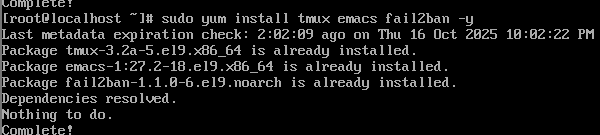 Complete!
[root@localhost ~]# sudo yum install tmux emacs fail2ban -y
Last metadata expiration check: 2:02:09 ago on Thu 16 Oct 2025 10:02:22 PM
Package tmux-3.2a-5.el9.x86_64 is already installed.
Package emacs-1:27.2-18.el9.x86_64 is already installed.
Package fail2ban-1.1.0-6.el9.noarch is already installed.
Dependencies resolved.
Nothing to do.
Complete!